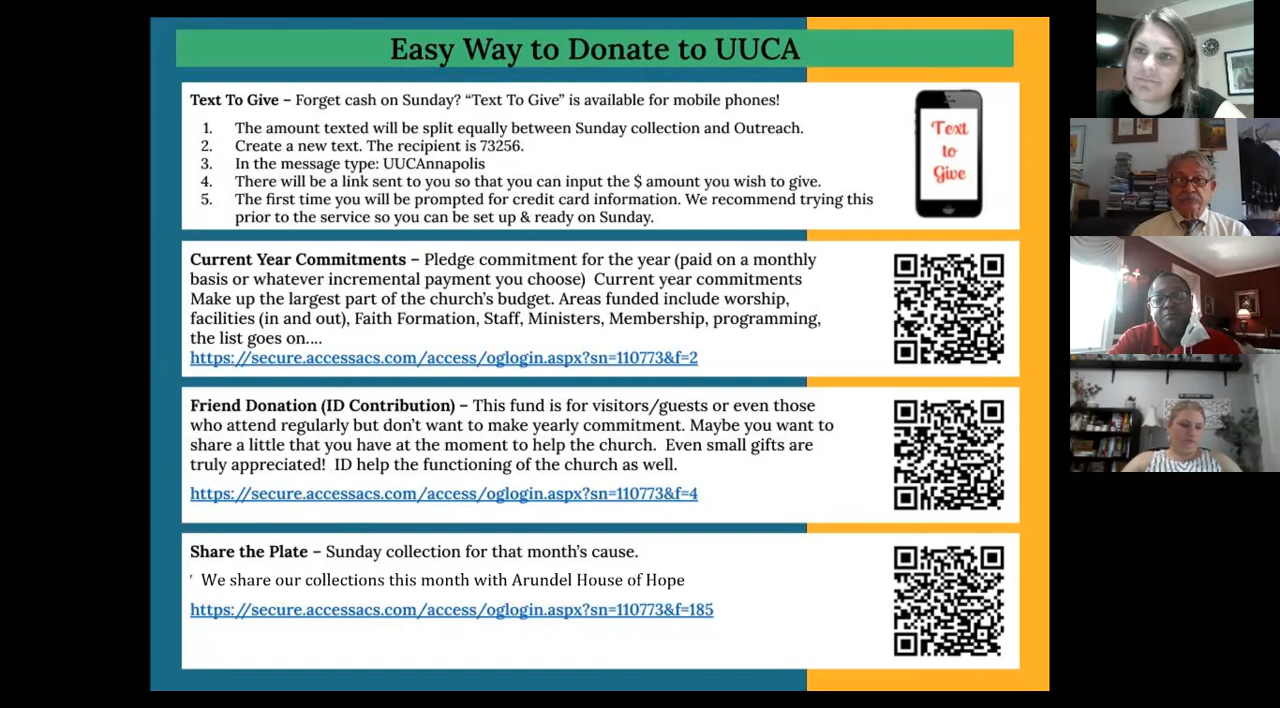 Easy Way to Donate to UUCA
Text To Give – Forget cash on Sunday? “Text To Give” is available for mobile phones!
1. The amount texted will be split equally between Sunday collection and Outreach.
2. Create a new text. The recipient is 73256.
3. In the message type: UUCAnnapolis
4. There will be a link sent to you so that you can input the $ amount you wish to give.
5. The first time you will be prompted for credit card information. We recommend trying this
prior to the service so you can be set up & ready on Sunday.
Text
to
Give
Current Year Commitments – Pledge commitment for the year (paid on a monthly
basis or whatever incremental payment you choose) Current year commitments
Make up the largest part of the church’s budget. Areas funded include worship,
facilities (in and out), Faith Formation, Staff, Ministers, Membership, programming,
the list goes on....
https://secure.accessacs.com/access/oglogin.aspx?sn=110773&f=2
Friend Donation (ID Contribution) – This fund is for visitors/guests or even those
who attend regularly but don’t want to make yearly commitment. Maybe you want to
share a little that you have at the moment to help the church. Even small gifts are
truly appreciated! ID help the functioning of the church as well.
https://secure.accessacs.com/access/oglogin.aspx?sn=110773&f=4
Share the Plate – Sunday collection for that month’s cause.
‘ We share our collections this month with Arundel House of Hope
https://secure.accessacs.com/access/oglogin.aspx?sn=110773&f=185